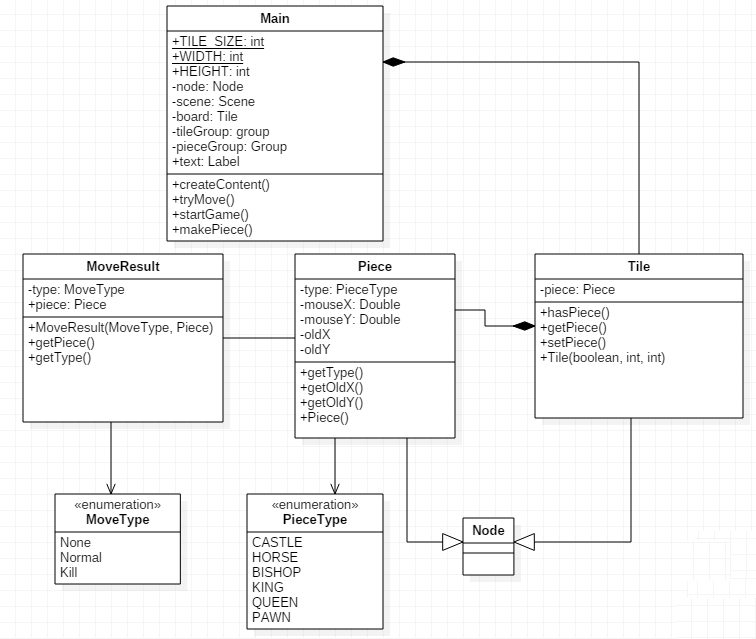 Main
+TILE_SIZE: int
+WIDTH: int
+HEIGHT: int
-node: Node
-scene: Scene
-board: Tile
-tileGroup: group
-pieceGroup: Group
+text: Label
+createContent()
+tryMove()
+startGame()
+makePiece()
MoveResult
-type: MoveType
+piece: Piece
+MoveResult(MoveType, Piece)
+getPiece()
+getType()
Piece
-type: PieceType
-mouseX: Double
-mouseY: Double
-oldX
-oldY
+getType()
+getOldX()
+getOldY()
+Piece()
Tile
-piece: Piece
+hasPiece()
+getPiece()
+setPiece()
+Tile(boolean, int, int)
«enumeration»
MoveType
None
Normal
Kill
«enumeration»
PieceType
CASTLE
HORSE
BISHOP
KING
QUEEN
PAWN
Node